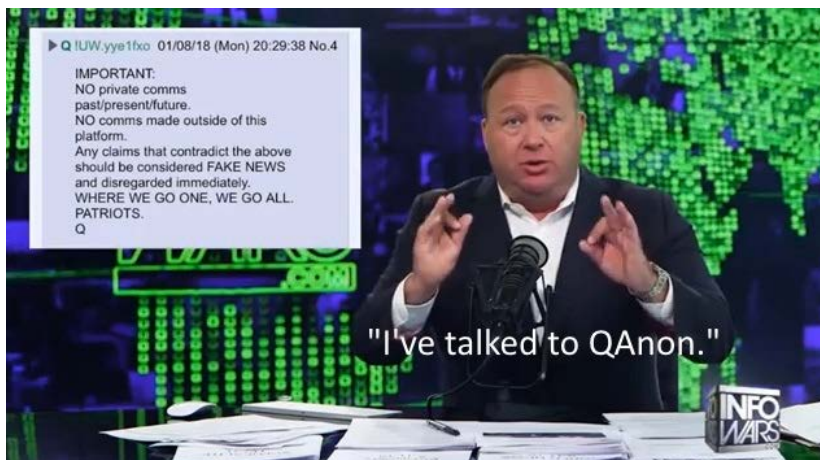 ▶ Q !UW.yye1fxo 01/08/18 (Mon) 20:29:38 No.4
IMPORTANT:
NO private comms
past/present/future.
NO comms made outside of this
platform.
Any claims that contradict the above
should be considered FAKE NEWS
and disregarded immediately.
WHERE WE GO ONE, WE GO ALL.
PATRIOTS.
Q
.COM
"I've talked to QAnon."
INFO
WARS